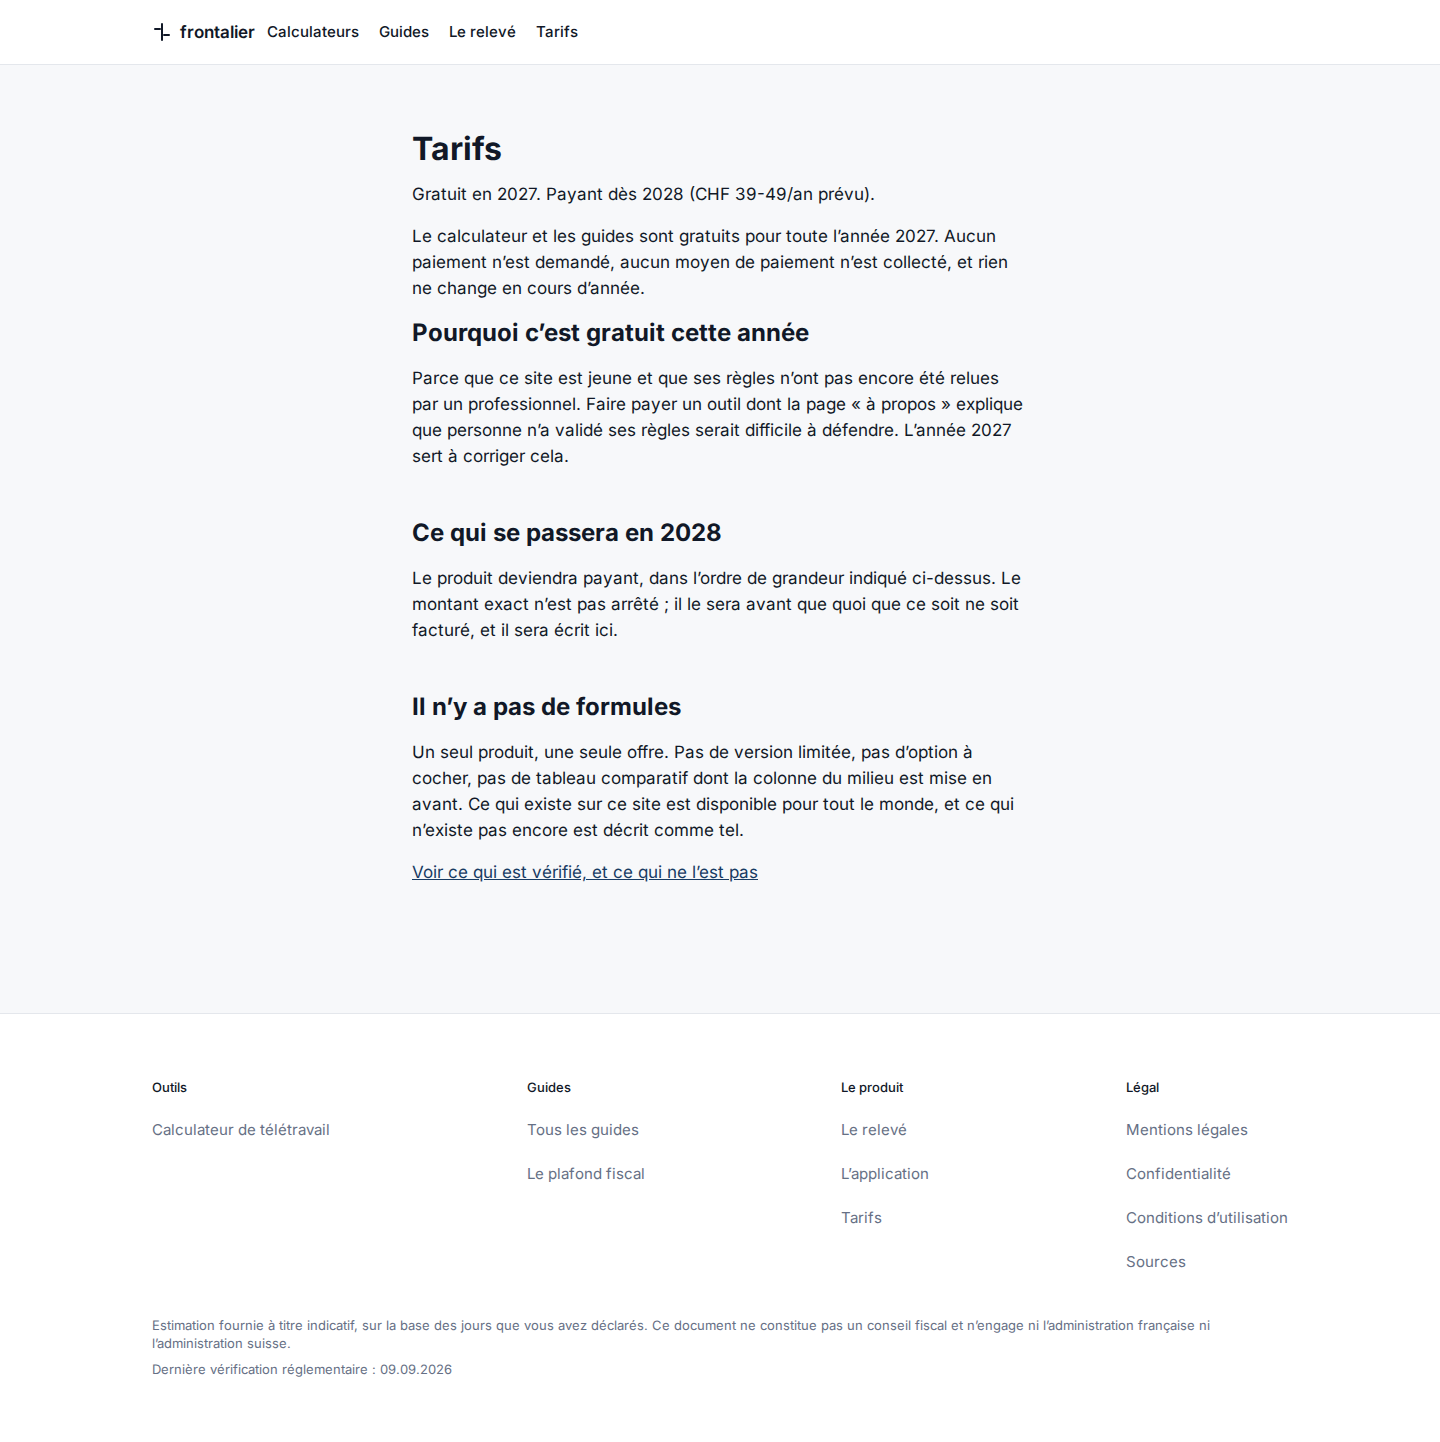 frontalier Calculateurs Guides Le relevé Tarifs
Tarifs
Gratuit en 2027. Payant dès 2028 (CHF 39-49/an prévu).
Le calculateur et les guides sont gratuits pour toute l’année 2027. Aucun
paiement n’est demandé, aucun moyen de paiement n’est collecté, et rien
ne change en cours d’année.
Pourquoi c’est gratuit cette année
Parce que ce site est jeune et que ses règles n’ont pas encore été relues
par un professionnel. Faire payer un outil dont la page « à propos » explique
que personne n’a validé ses règles serait difficile à défendre. L’année 2027
sert à corriger cela.
Ce qui se passera en 2028
Le produit deviendra payant, dans l’ordre de grandeur indiqué ci-dessus. Le
montant exact n’est pas arrêté ; il le sera avant que quoi que ce soit ne soit
facturé, et il sera écrit ici.
Il n’y a pas de formules
Un seul produit, une seule offre. Pas de version limitée, pas d’option à
cocher, pas de tableau comparatif dont la colonne du milieu est mise en
avant. Ce qui existe sur ce site est disponible pour tout le monde, et ce qui
n’existe pas encore est décrit comme tel.
Voir ce qui est vérifié, et ce qui ne l’est pas
Outils
Calculateur de télétravail
Guides
Tous les guides
Le plafond fiscal
Le produit
Le relevé
L’application
Tarifs
Légal
Mentions légales
Confidentialité
Conditions d’utilisation
Sources
Estimation fournie à titre indicatif, sur la base des jours que vous avez déclarés. Ce document ne constitue pas un conseil fiscal et n’engage ni l’administration française ni
l’administration suisse.
Dernière vérification réglementaire : 09.09.2026